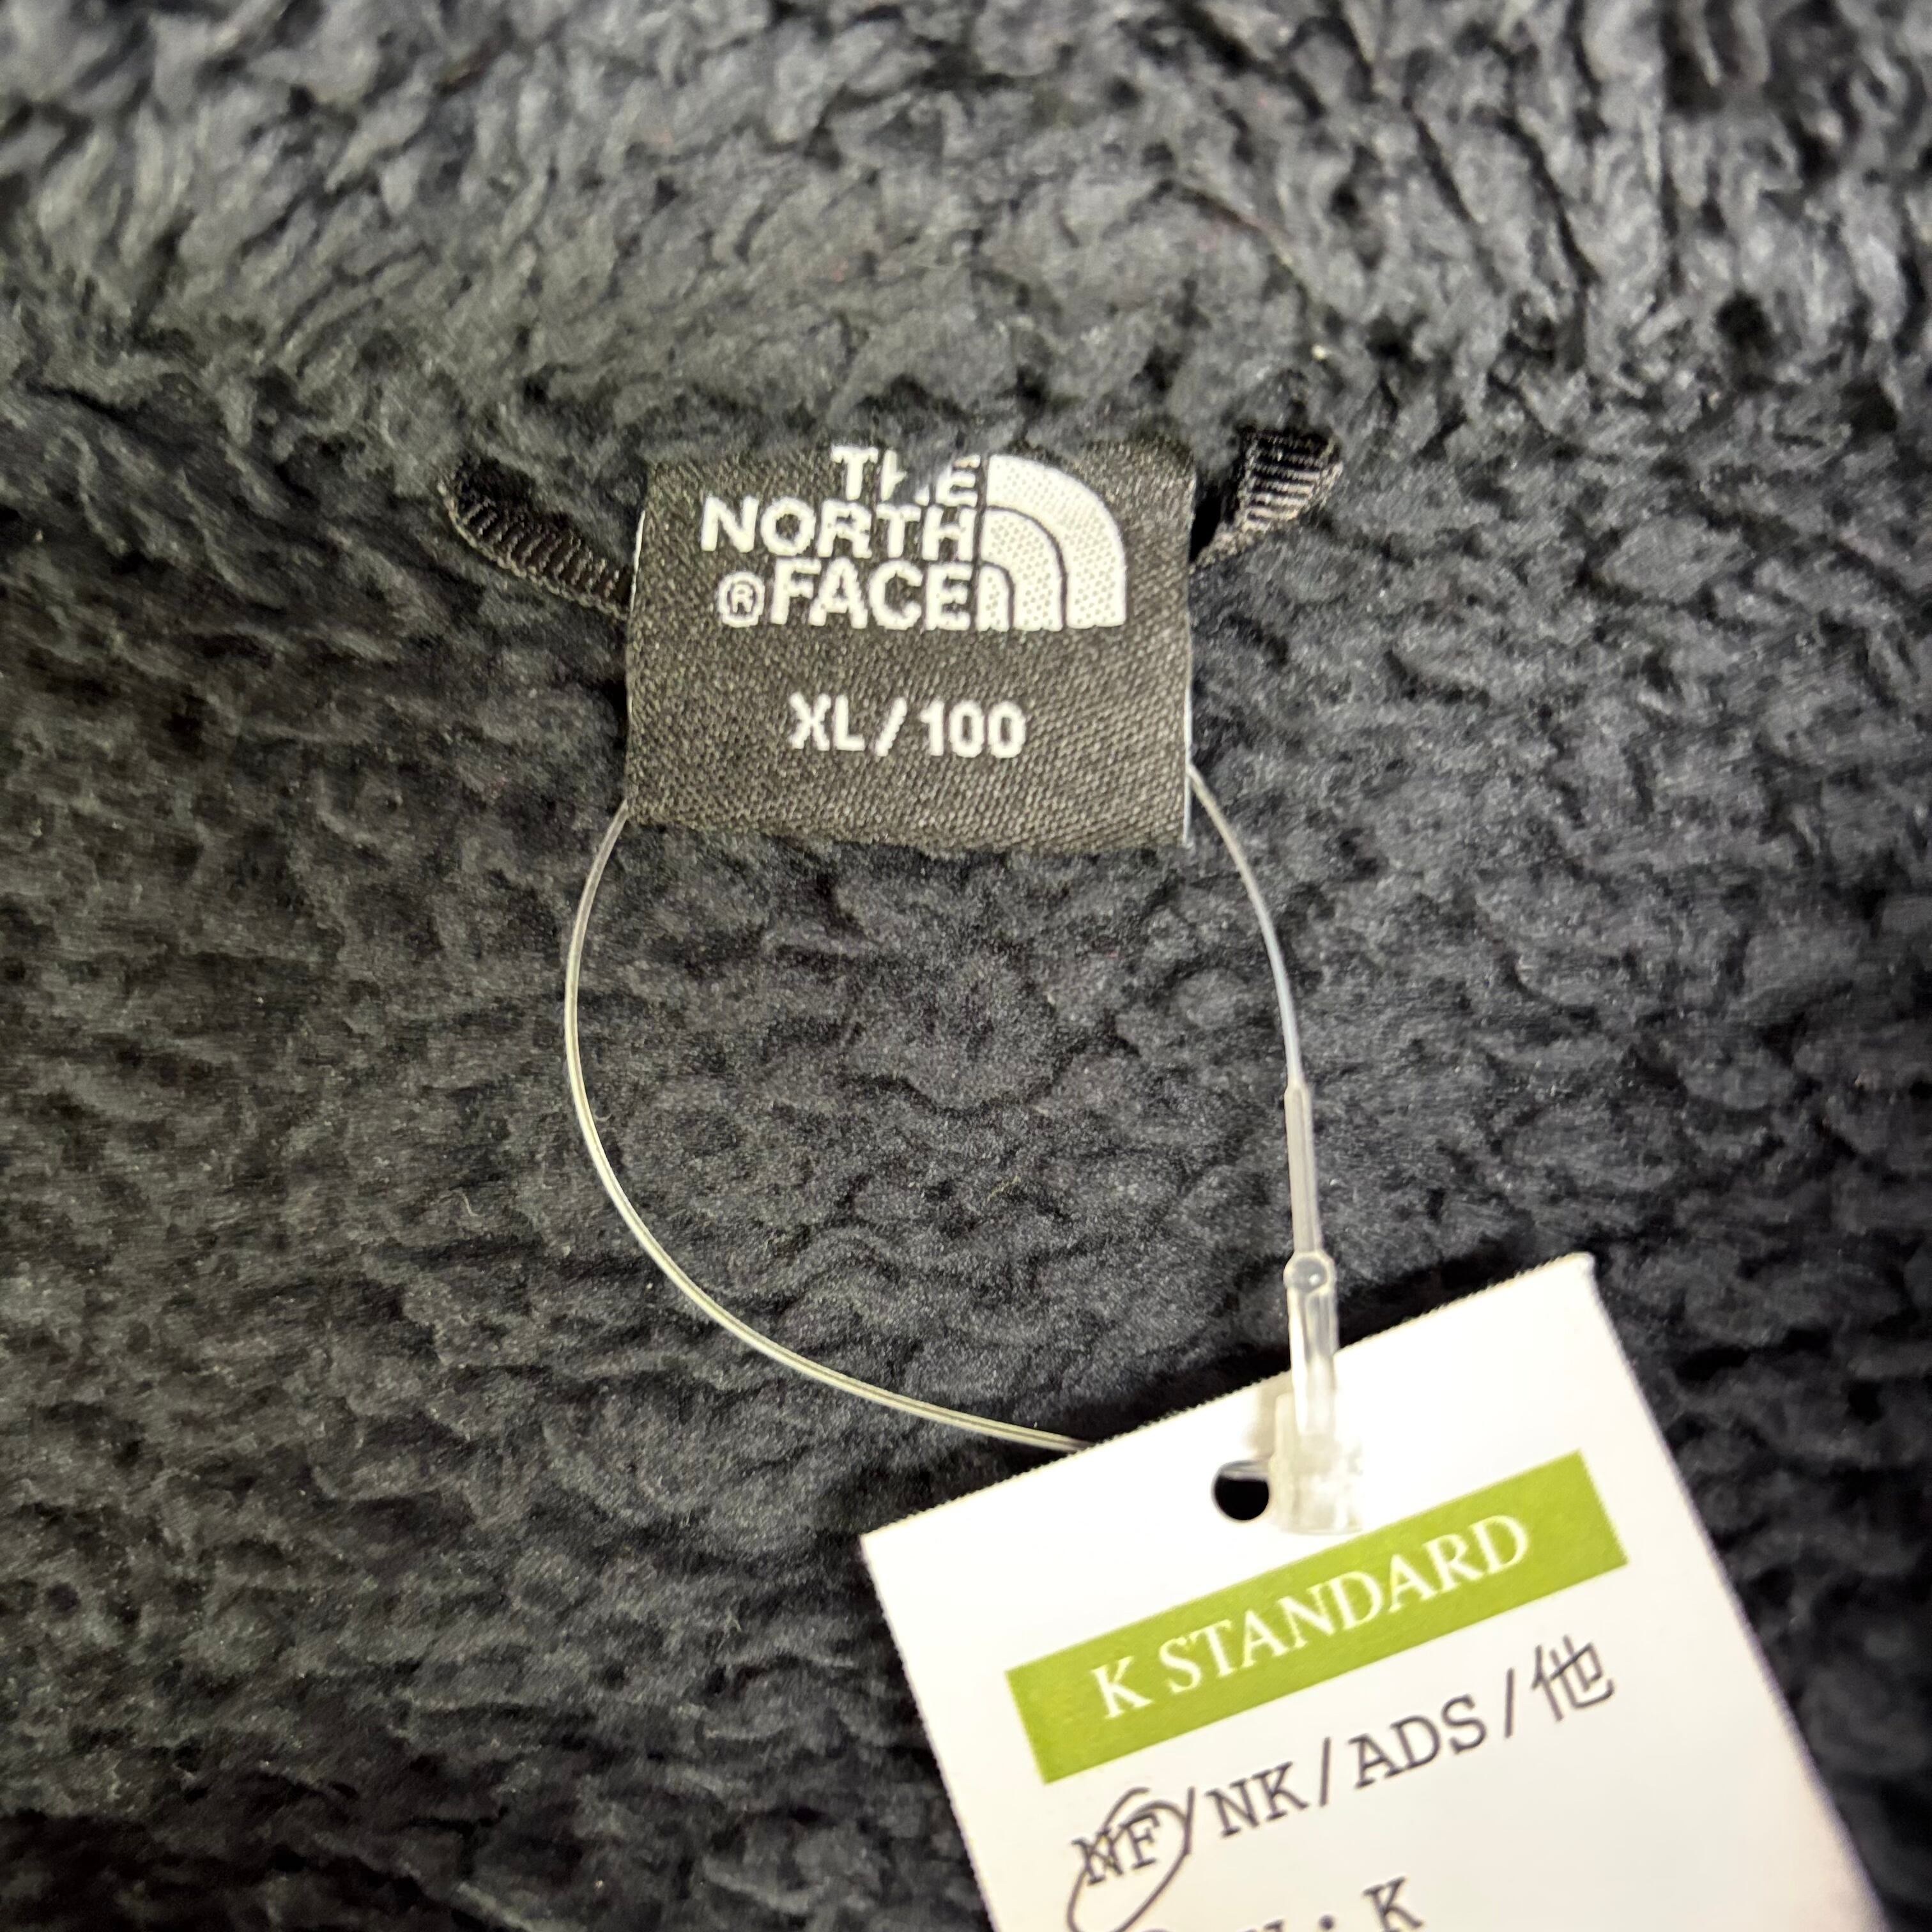 THE
NORTH
® FACE
XL/100
K STANDARD
NF/NK/ADS/他